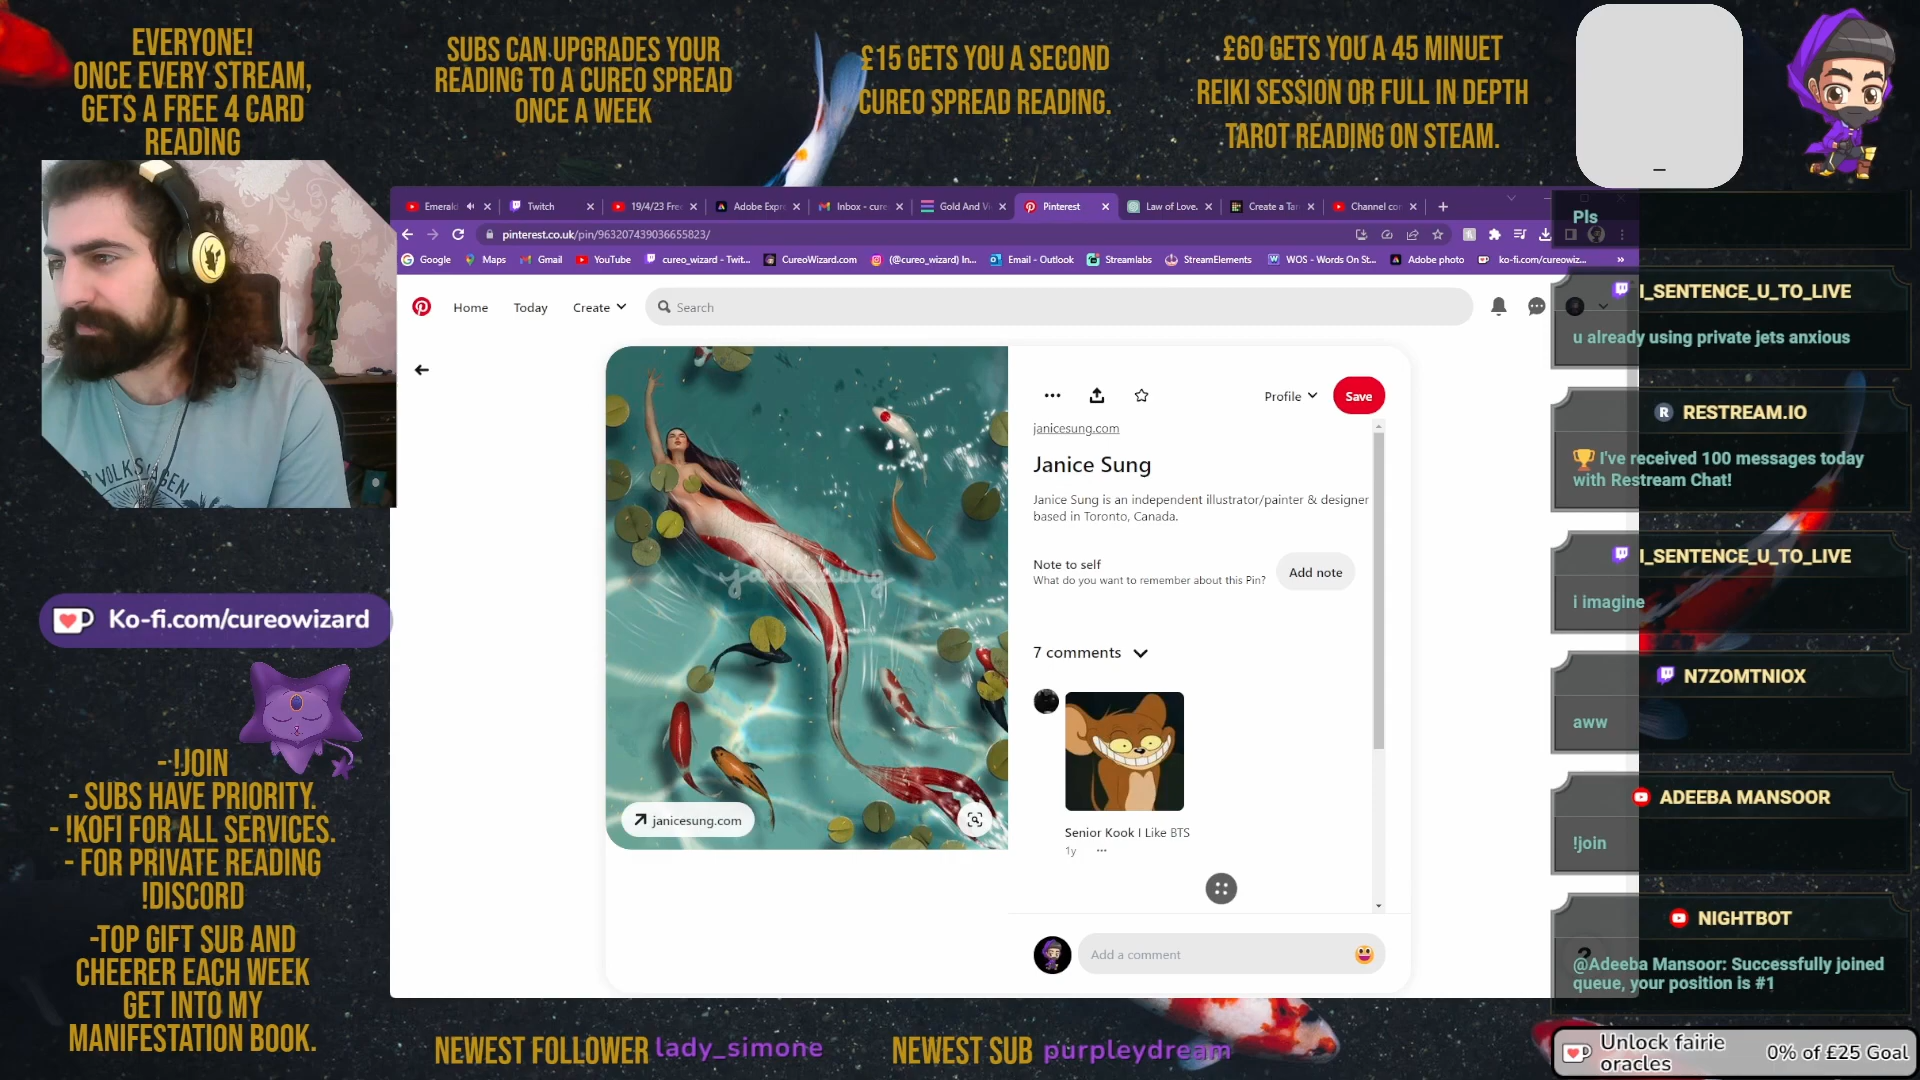 EVERYONE!
ONCE EVERY STREAM,
GETS A FREE 4 CARD
READING
SUBS CAN UPGRADES YOUR
READING TO A CUREO SPREAD
ONCE A WEEK
£15 GETS YOU A SECOND
CUREO SPREAD READING.
£60 GETS YOU A 45 MINUET
REIKI SESSION OR FULL IN DEPTH
TAROT READING ON STEAM.
VOLKSWAGEN
Ko-fi.com/cureowizard
- !JOIN
- SUBS HAVE PRIORITY.
- !KOFI FOR ALL SERVICES.
- FOR PRIVATE READING
!DISCORD
-TOP GIFT SUB AND
CHEERER EACH WEEK
GET INTO MY
MANIFESTATION BOOK.
Emerald Twitch 19/4/23 Fre Adobe Expr Inbox - cure Gold And Vi Pinterest Law of Love. Create a Ta Channel co
pinterest.co.uk/pin/963207439036655823/
Google Maps Gmail YouTube cureo_wizard - Twit... CureoWizard.com (@cureo_wizard) In... Email - Outlook Streamlabs StreamElements WOS - Words On St... Adobe photo ko-fi.com/cureowiz... »
Home Today Create Search
Profile Save
janicesung.com
Janice Sung
Janice Sung is an independent illustrator/painter & designer
based in Toronto, Canada.
Note to self
What do you want to remember about this Pin?
Add note
7 comments
Senior Kook I Like BTS
1y
Add a comment
janicesung
janicesung.com
Pls
I_SENTENCE_U_TO_LIVE
u already using private jets anxious
RESTREAM.IO
I've received 100 messages today
with Restream Chat!
I_SENTENCE_U_TO_LIVE
i imagine
N7ZOMTNIOX
aww
ADEEBA MANSOOR
!join
NIGHTBOT
@Adeeba Mansoor: Successfully joined
queue, your position is #1
NEWEST FOLLOWER lady_simone
NEWEST SUB purpleydream
Unlock fairie
oracles
0% of £25 Goal